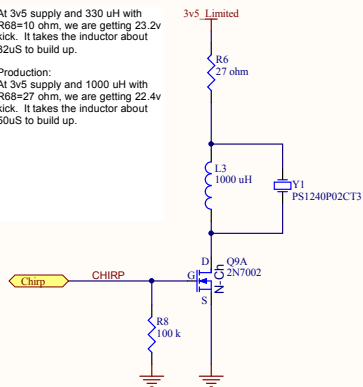 At 3v5 supply and 330 uH with
R68=10 ohm, we are getting 23.2v
kick.  It takes the inductor about
32uS to build up.
Production:
At 3v5 supply and 1000 uH with
R68=27 ohm, we are getting 22.4v
kick.  It takes the inductor about
50uS to build up.
3v5 Limited
R6
27 ohm
L3
1000 uH
Y1
PS1240P02CT3
D
Q9A
2N7002
G
N-Ch
S
Chirp
CHIRP
R8
100 k